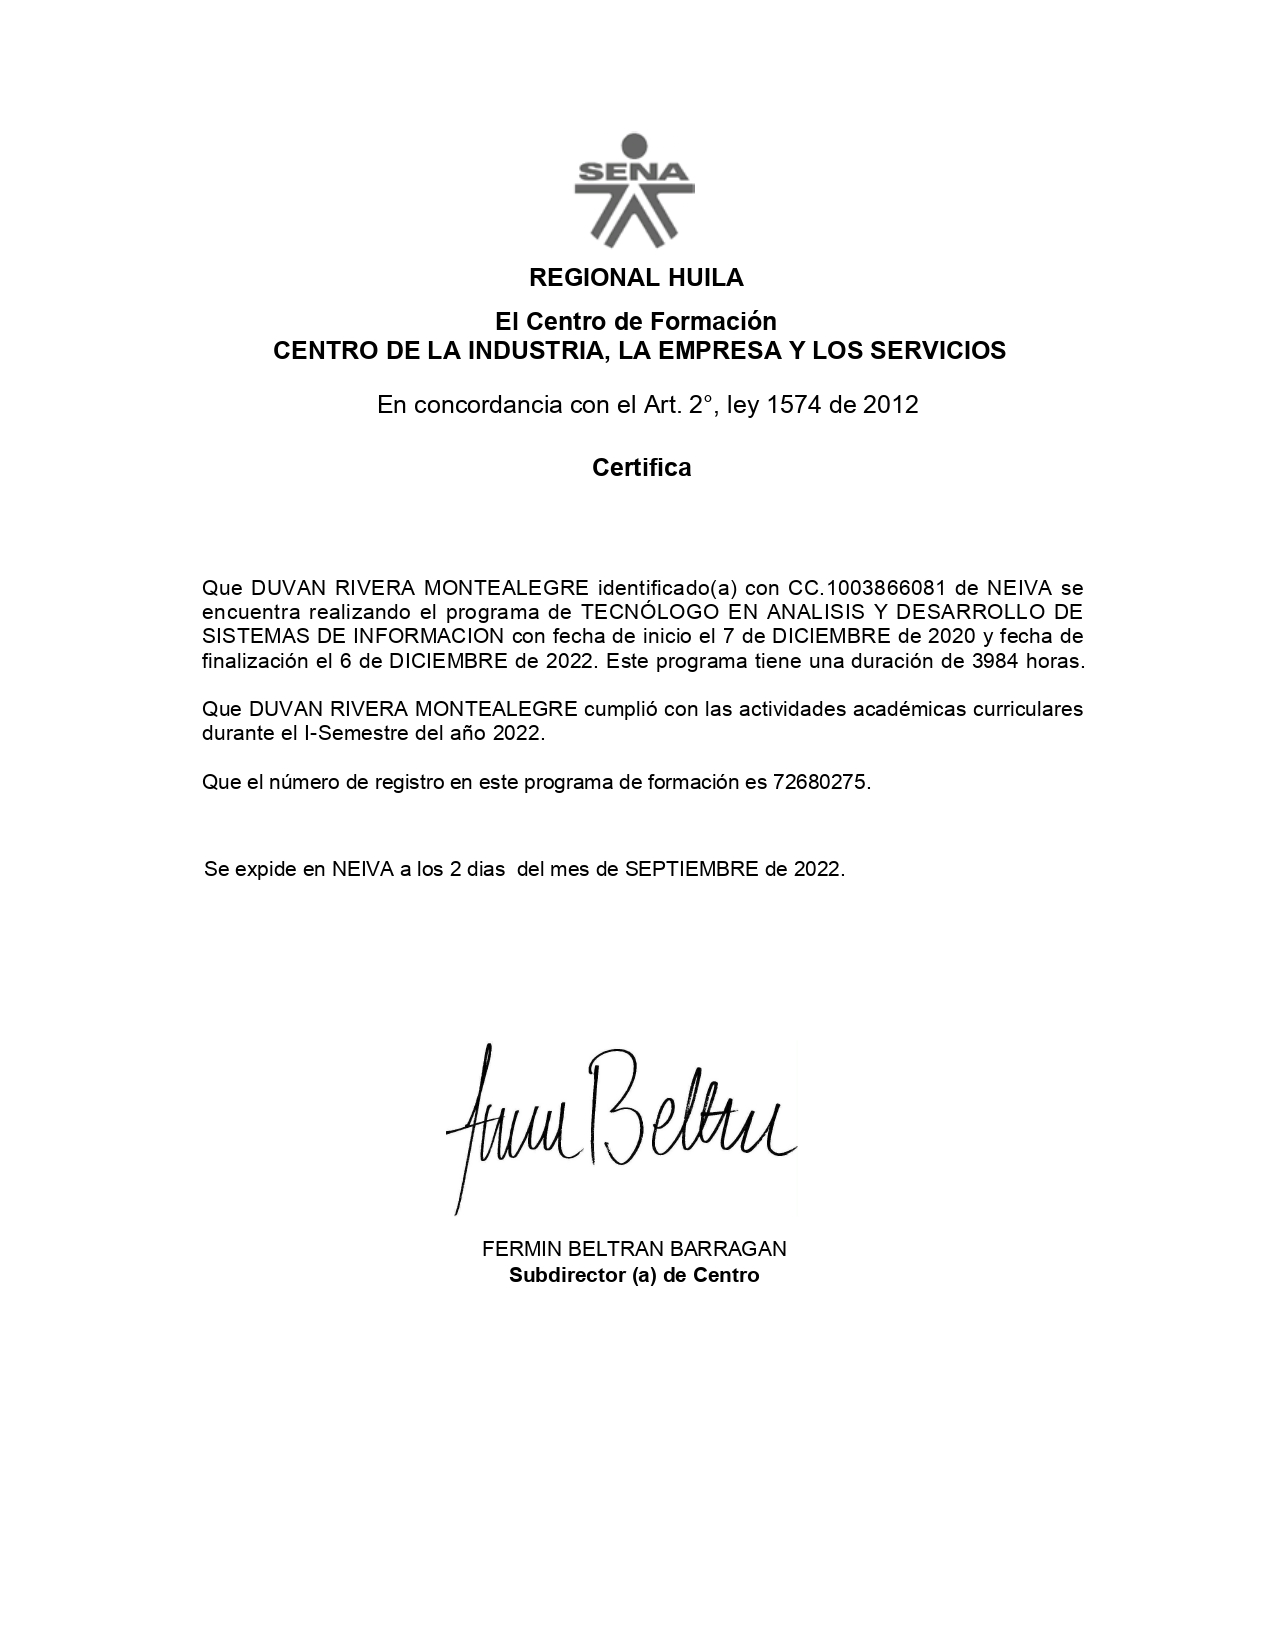 SENA
REGIONAL HUILA
El Centro de Formación
CENTRO DE LA INDUSTRIA, LA EMPRESA Y LOS SERVICIOS
En concordancia con el Art. 2°, ley 1574 de 2012
Certifica
Que DUVAN RIVERA MONTEALEGRE identificado(a) con CC.1003866081 de NEIVA se
encuentra realizando el programa de TECNÓLOGO EN ANALISIS Y DESARROLLO DE
SISTEMAS DE INFORMACION con fecha de inicio el 7 de DICIEMBRE de 2020 y fecha de
finalización el 6 de DICIEMBRE de 2022. Este programa tiene una duración de 3984 horas.
Que DUVAN RIVERA MONTEALEGRE cumplió con las actividades académicas curriculares
durante el I-Semestre del año 2022.
Que el número de registro en este programa de formación es 72680275.
Se expide en NEIVA a los 2 dias  del mes de SEPTIEMBRE de 2022.
Fermin Beltran
FERMIN BELTRAN BARRAGAN
Subdirector (a) de Centro